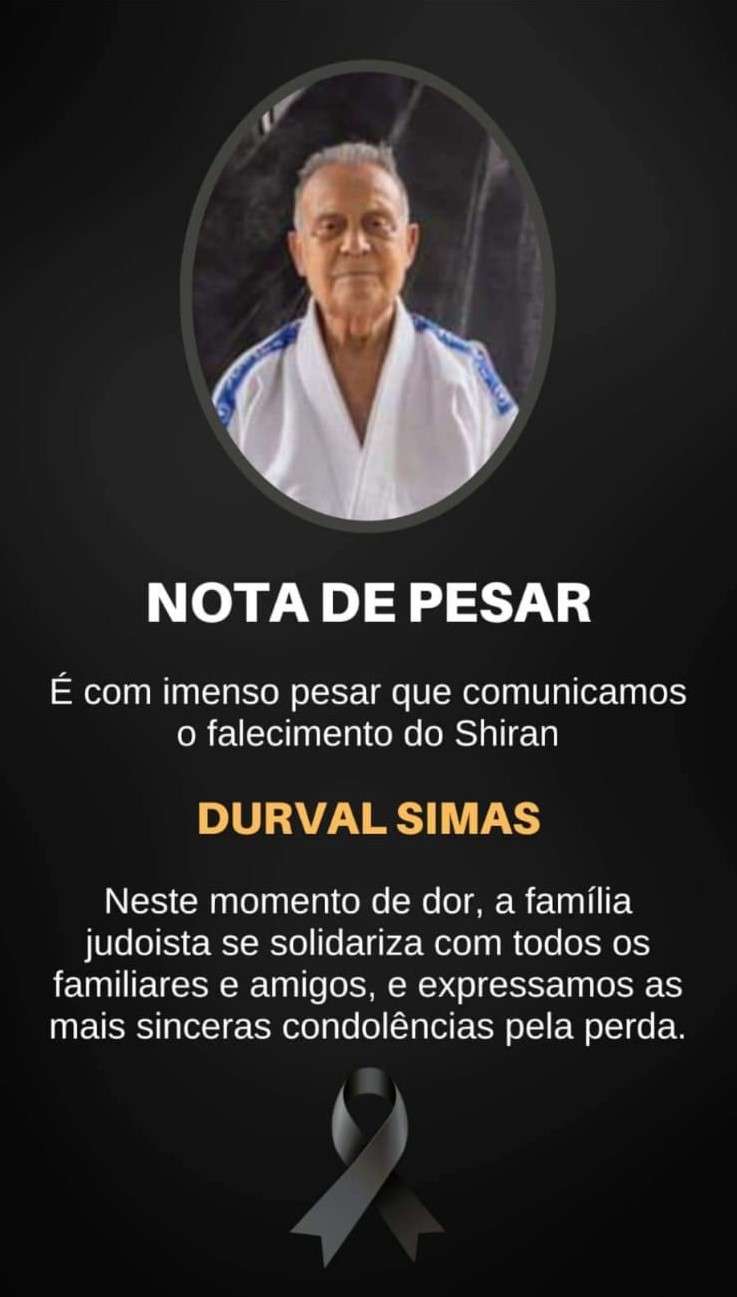 NOTA DE PESAR
É com imenso pesar que comunicamos
o falecimento do Shiran
DURVAL SIMAS
Neste momento de dor, a família
judoista se solidariza com todos os
familiares e amigos, e expressamos as
mais sinceras condolências pela perda.